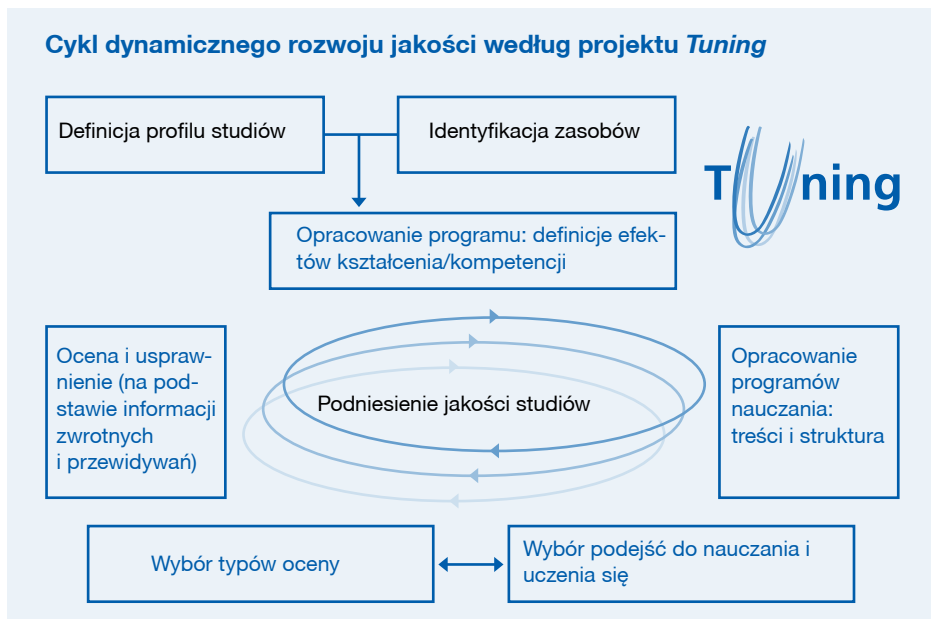 Cykl dynamicznego rozwoju jakości według projektu Tuning
Definicja profilu studiów
Identyfikacja zasobów
Tuning
Opracowanie programu: definicje efek-
tów kształcenia/kompetencji
Ocena i uspraw-
nienie (na pod-
stawie informacji
zwrotnych
i przewidywań)
Podniesienie jakości studiów
Opracowanie
programów
nauczania:
treści i struktura
Wybór typów oceny
Wybór podejść do nauczania i
uczenia się